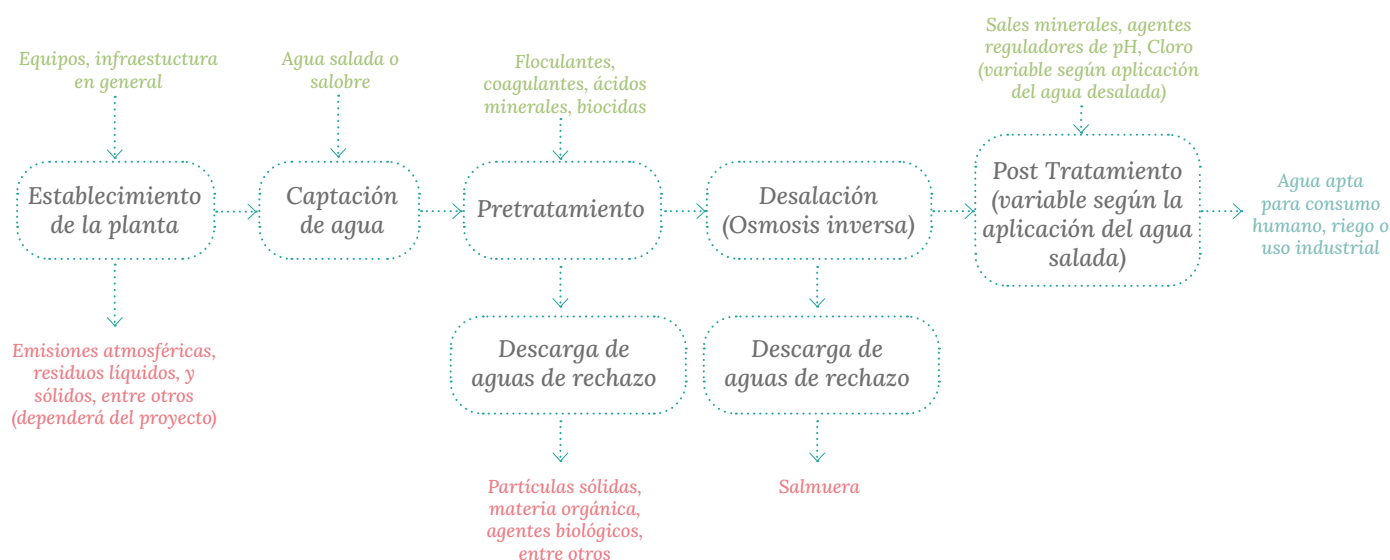 Equipos, infraestuctura
en general
Agua salada o
salobre
Floculantes,
coagulantes, ácidos
minerales, biocidas
Sales minerales, agentes
reguladores de pH, Cloro
(variable según aplicación
del agua desalada)
Establecimiento
de la planta
Captación
de agua
Pretratamiento
Desalación
(Osmosis inversa)
Post Tratamiento
(variable según la
aplicación del agua
salada)
Agua apta
para consumo
humano, riego o
uso industrial
Emisiones atmosféricas,
residuos líquidos, y
sólidos, entre otros
(dependerá del proyecto)
Descarga de
aguas de rechazo
Descarga de
aguas de rechazo
Partículas sólidas,
materia orgánica,
agentes biológicos,
entre otros
Salmuera